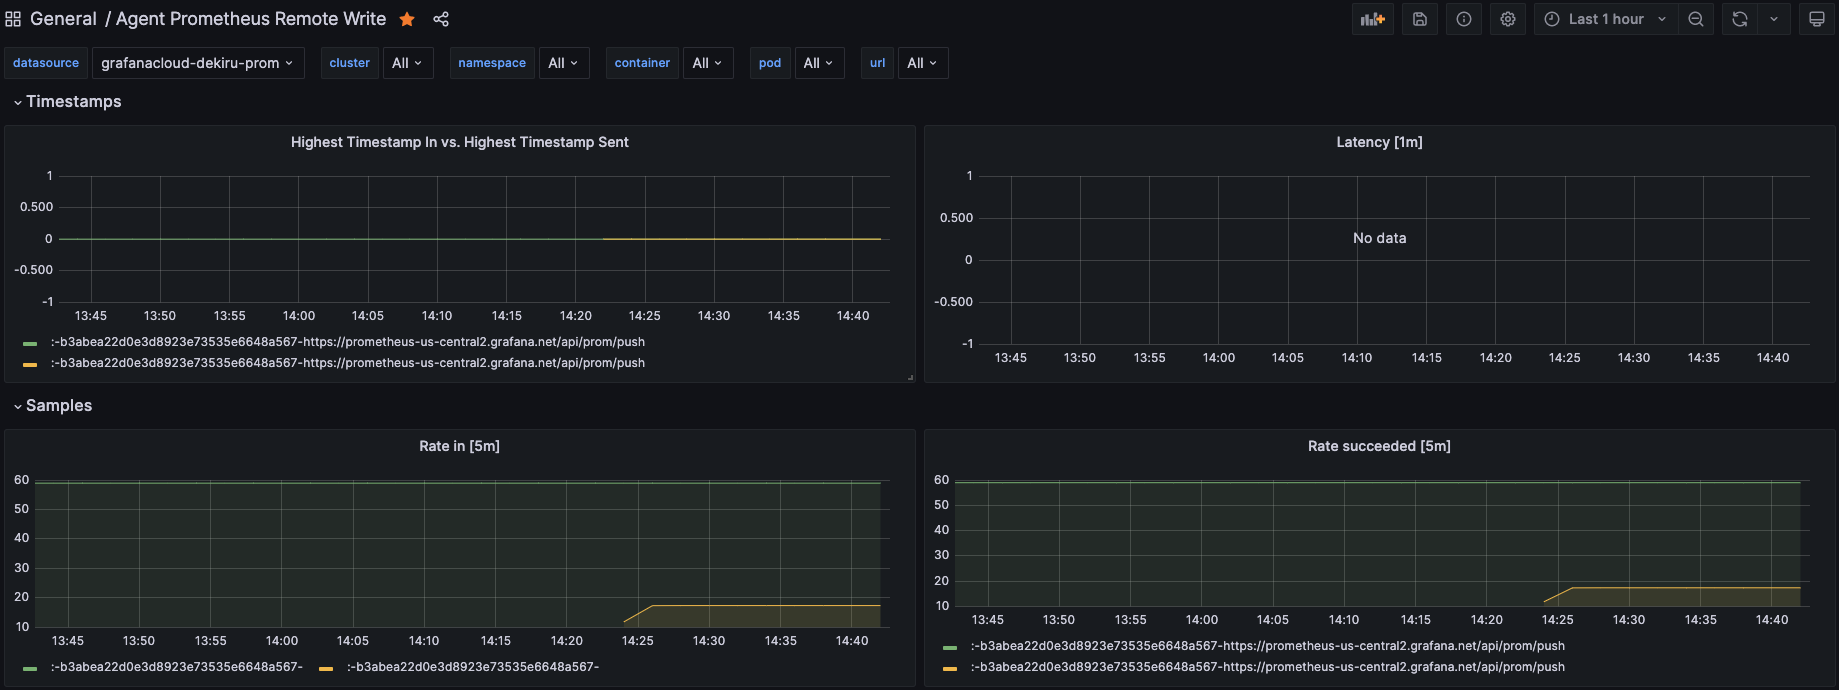 General / Agent Prometheus Remote Write
Last 1 hour
datasource grafanacloud-dekiru-prom cluster All namespace All container All pod All url All
Timestamps
Highest Timestamp In vs. Highest Timestamp Sent
1
0.500
0
-0.500
-1
13:45 13:50 13:55 14:00 14:05 14:10 14:15 14:20 14:25 14:30 14:35 14:40
:-b3abea22d0e3d8923e73535e6648a567-https://prometheus-us-central2.grafana.net/api/prom/push
:-b3abea22d0e3d8923e73535e6648a567-https://prometheus-us-central2.grafana.net/api/prom/push
Latency [1m]
1
0.500
No data
0
-0.500
-1
13:45 13:50 13:55 14:00 14:05 14:10 14:15 14:20 14:25 14:30 14:35 14:40
Samples
Rate in [5m]
60
50
40
30
20
10
13:45 13:50 13:55 14:00 14:05 14:10 14:15 14:20 14:25 14:30 14:35 14:40
:-b3abea22d0e3d8923e73535e6648a567- :-b3abea22d0e3d8923e73535e6648a567-
Rate succeeded [5m]
60
50
40
30
20
10
13:45 13:50 13:55 14:00 14:05 14:10 14:15 14:20 14:25 14:30 14:35 14:40
:-b3abea22d0e3d8923e73535e6648a567-https://prometheus-us-central2.grafana.net/api/prom/push
:-b3abea22d0e3d8923e73535e6648a567-https://prometheus-us-central2.grafana.net/api/prom/push